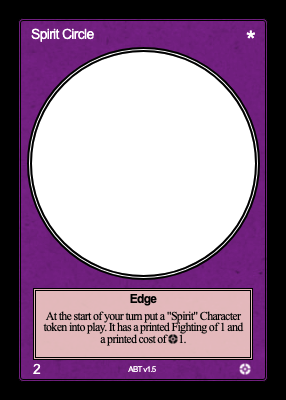 Spirit Circle *
Edge
At the start of your turn put a "Spirit" Character
token into play. It has a printed Fighting of 1 and
a printed cost of 1.
2 ABT v1.5